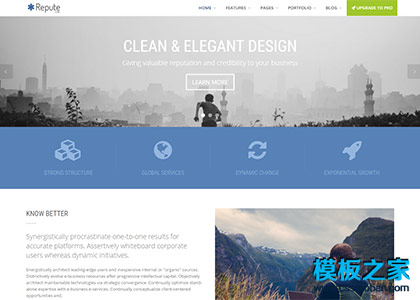 Repute
HOME FEATURES PAGES PORTFOLIO BLOG UPGRADE TO PRO
CLEAN & ELEGANT DESIGN
Giving valuable reputation and credibility to your business
LEARN MORE
STRONG STRUCTURE GLOBAL SERVICES DYNAMIC CHANGE EXPONENTIAL GROWTH
KNOW BETTER
Synergistically procrastinate one-to-one results for
accurate platforms. Assertively whiteboard corporate
users whereas dynamic initiatives.
Energistically architect leading-edge users and inexpensive internal or "organic" sources.
Distinctively evolve e-business resources after progressive intellectual capital. Objectively
architect maintainable technologies via strategic convergence. Continually optimize stand-
alone expertise with e-business e-services. Continually conceptualize client-centered
opportunities and.
模板之家